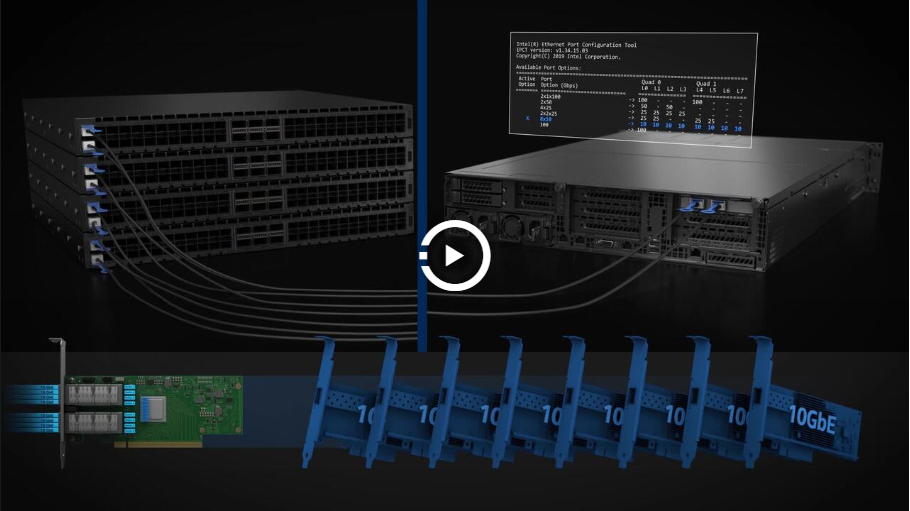 Intel(R) Ethernet Port Configuration Tool
EPCT version: v1.34.15.03
Copyright(C) 2019 Intel Corporation.
Available Port Options:
Active Port Quad 0 Quad 1
Option Option (Gbps) L0 L1 L2 L3 L4 L5 L6 L7
2x1x100 -> 100 - - - 100 - - -
2x50 -> 50 - 50 - - - - -
4x25 -> 25 25 25 25 - - - -
2x2x25 -> 25 25 - - 25 25 - -
X 8x10 -> 10 10 10 10 10 10 10 10
100 -> 100 - - - - - - -
10
10
10
10
10
10
10
10GbE